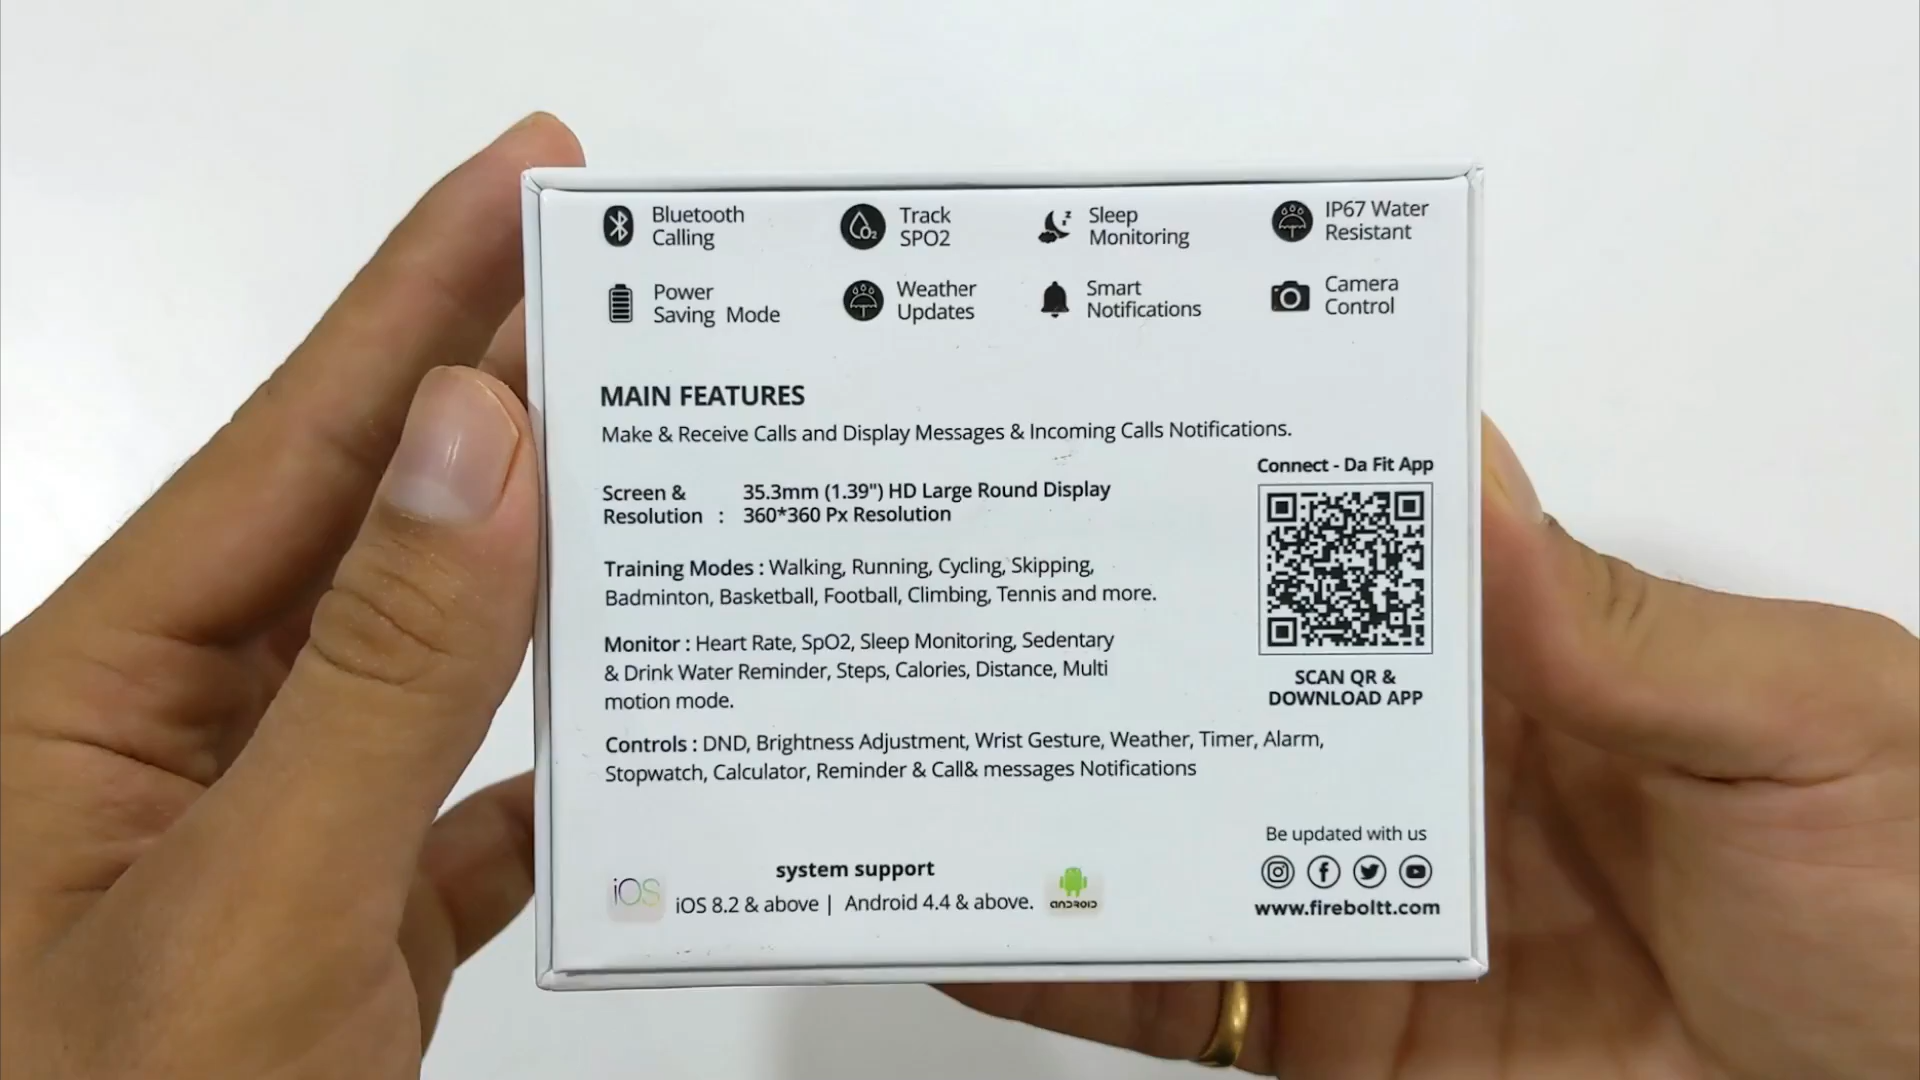 Bluetooth
Calling
Track
SPO2
Sleep
Monitoring
IP67 Water
Resistant
Power
Saving Mode
Weather
Updates
Smart
Notifications
Camera
Control
MAIN FEATURES
Make & Receive Calls and Display Messages & Incoming Calls Notifications.
Screen & 35.3mm (1.39") HD Large Round Display
Resolution : 360*360 Px Resolution
Training Modes : Walking, Running, Cycling, Skipping,
Badminton, Basketball, Football, Climbing, Tennis and more.
Monitor : Heart Rate, SpO2, Sleep Monitoring, Sedentary
& Drink Water Reminder, Steps, Calories, Distance, Multi
motion mode.
Connect - Da Fit App
SCAN QR &
DOWNLOAD APP
Controls : DND, Brightness Adjustment, Wrist Gesture, Weather, Timer, Alarm,
Stopwatch, Calculator, Reminder & Call& messages Notifications
system support
iOS
iOS 8.2 & above | Android 4.4 & above.
ANDROID
Be updated with us
www.fireboltt.com